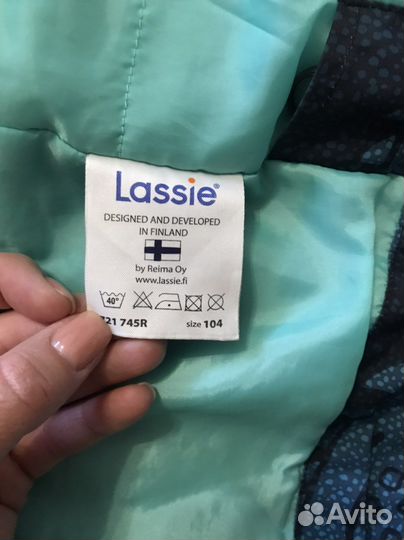 Lassie®
DESIGNED AND DEVELOPED
IN FINLAND
by Reima Oy
www.lassie.fi
40°
721 745R size 104
Avito